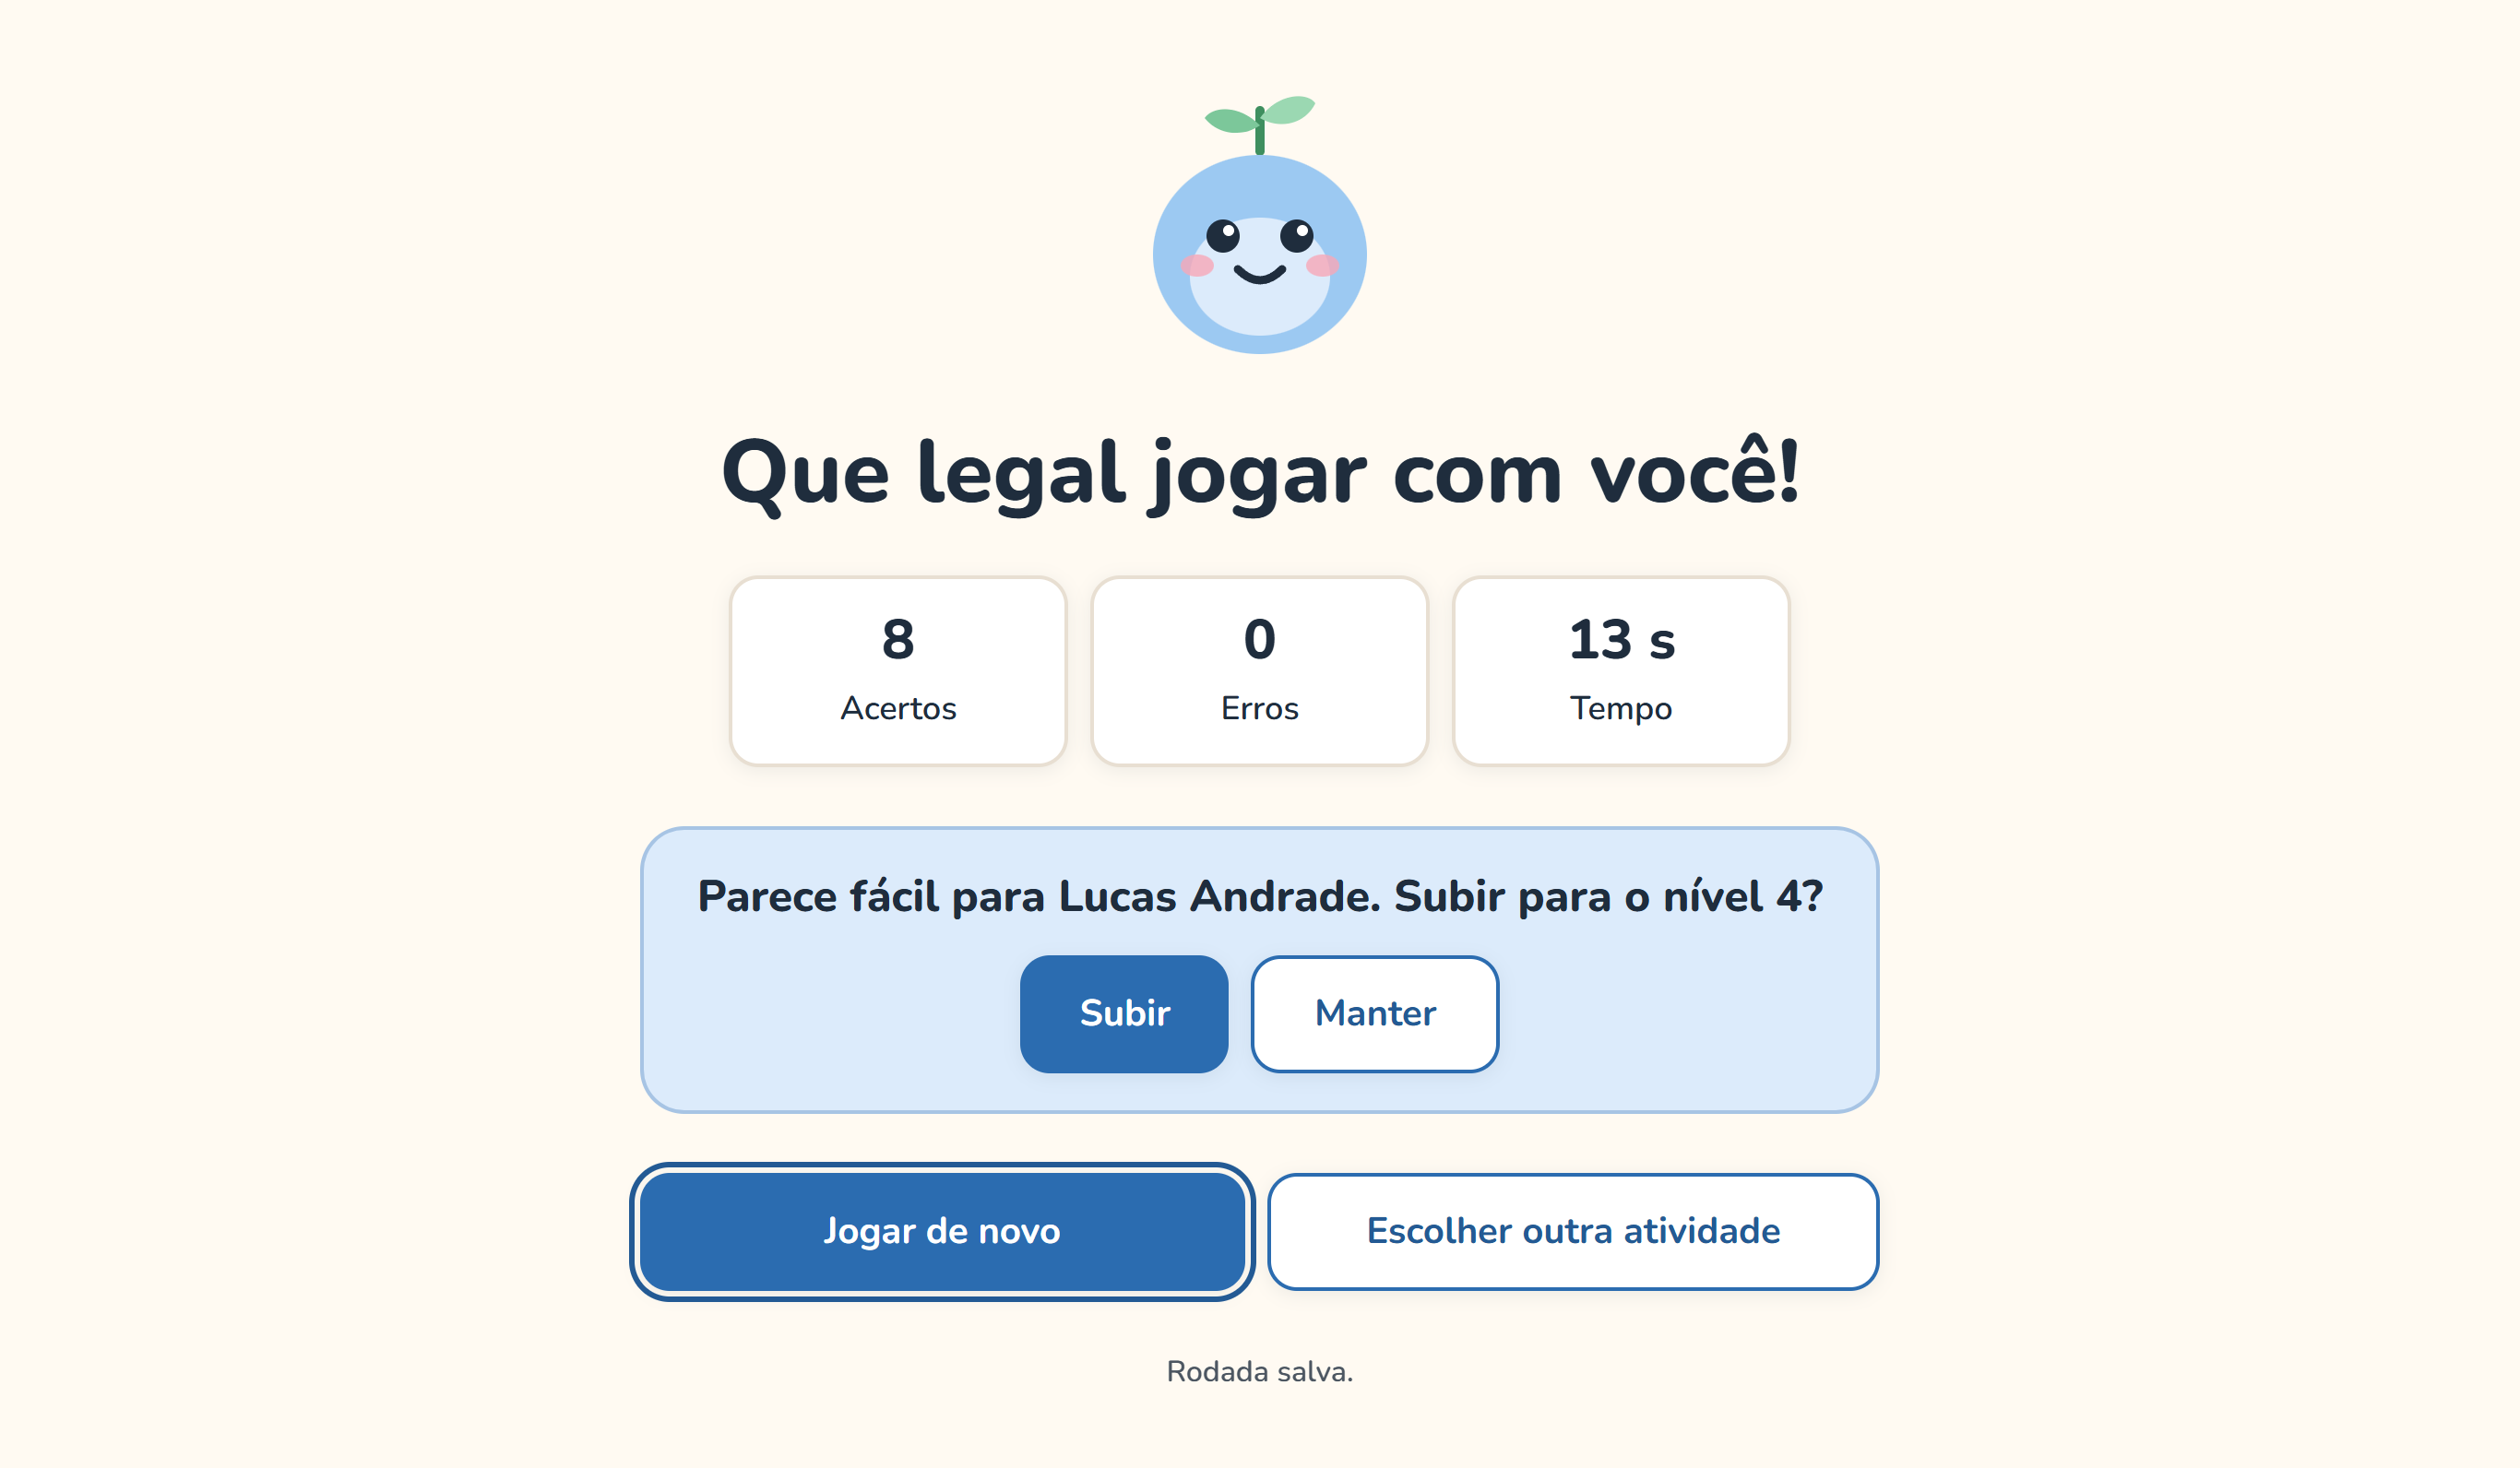 Que legal jogar com você!
8
Acertos
0
Erros
13 s
Tempo
Parece fácil para Lucas Andrade. Subir para o nível 4?
Subir
Manter
Jogar de novo
Escolher outra atividade
Rodada salva.